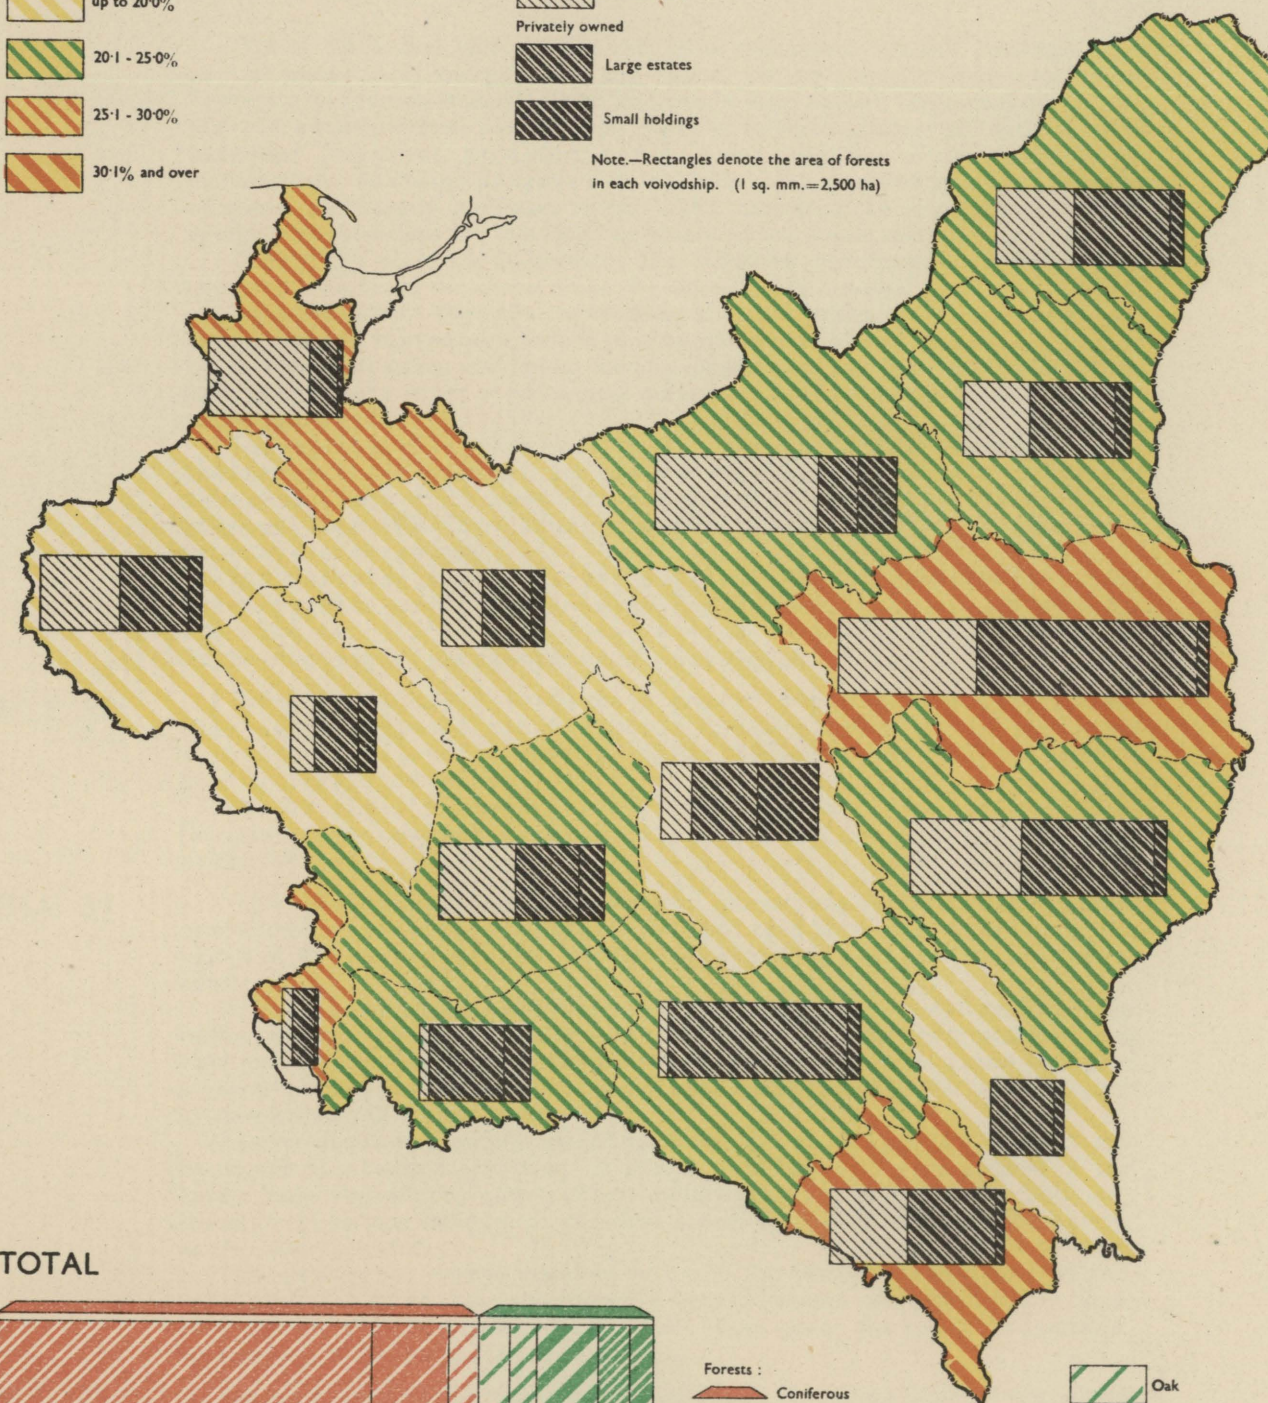 up to 20·0%
20·1 - 25·0%
25·1 - 30·0%
30·1% and over
Privately owned
Large estates
Small holdings
Note.—Rectangles denote the area of forests
in each voivodship. (1 sq. mm.=2,500 ha)
TOTAL
Forests :
Coniferous
Oak